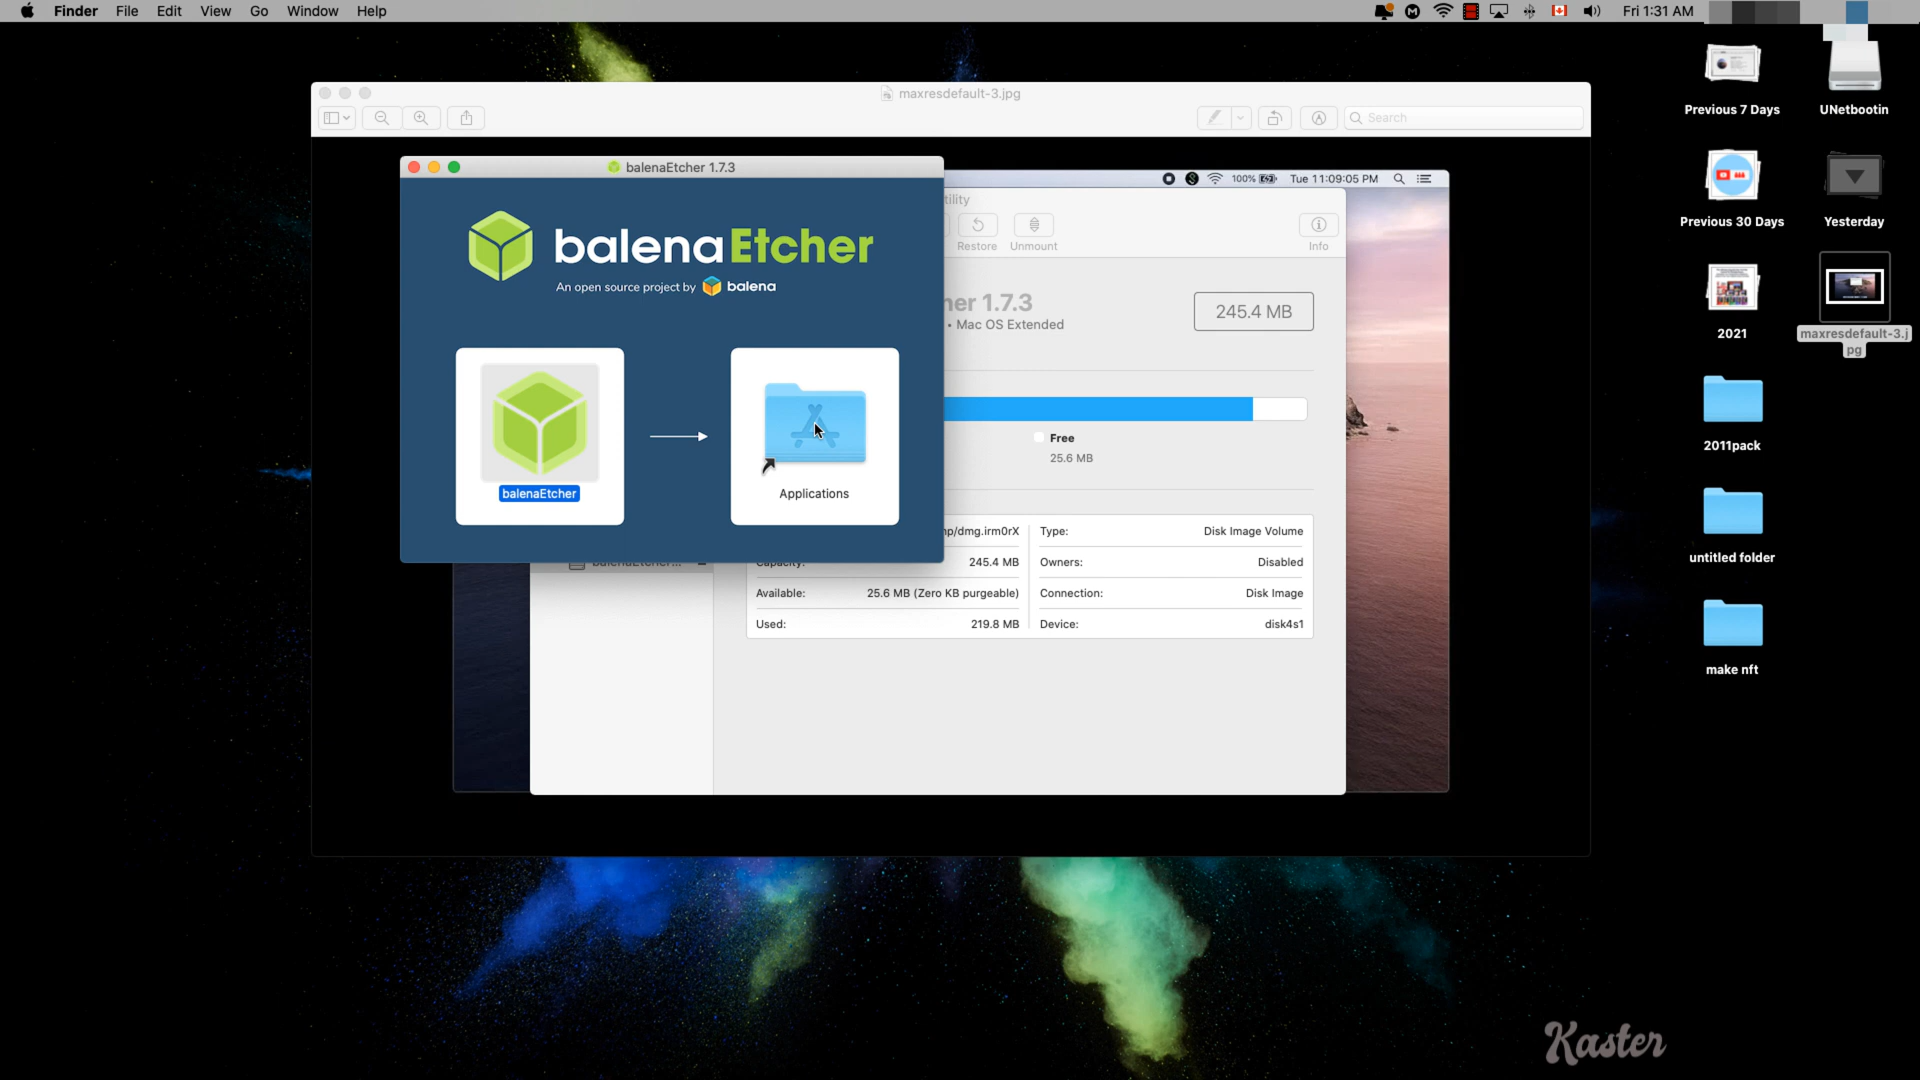 Finder File Edit View Go Window Help
Fri 1:31 AM
maxresdefault-3.jpg
Search
balenaEtcher 1.7.3
balenaEtcher
An open source project by balena
balenaEtcher
Applications
100%
Tue 11:09:05 PM
tility
Restore
Unmount
Info
her 1.7.3
• Mac OS Extended
245.4 MB
Free
25.6 MB
balenaEtcher...
np/dmg.irm0rX
Type: Disk Image Volume
Capacity: 245.4 MB
Owners: Disabled
Available: 25.6 MB (Zero KB purgeable)
Connection: Disk Image
Used: 219.8 MB
Device: disk4s1
Previous 7 Days
UNetbootin
Previous 30 Days
Yesterday
2021
maxresdefault-3.j
pg
2011pack
untitled folder
make nft
Kaster